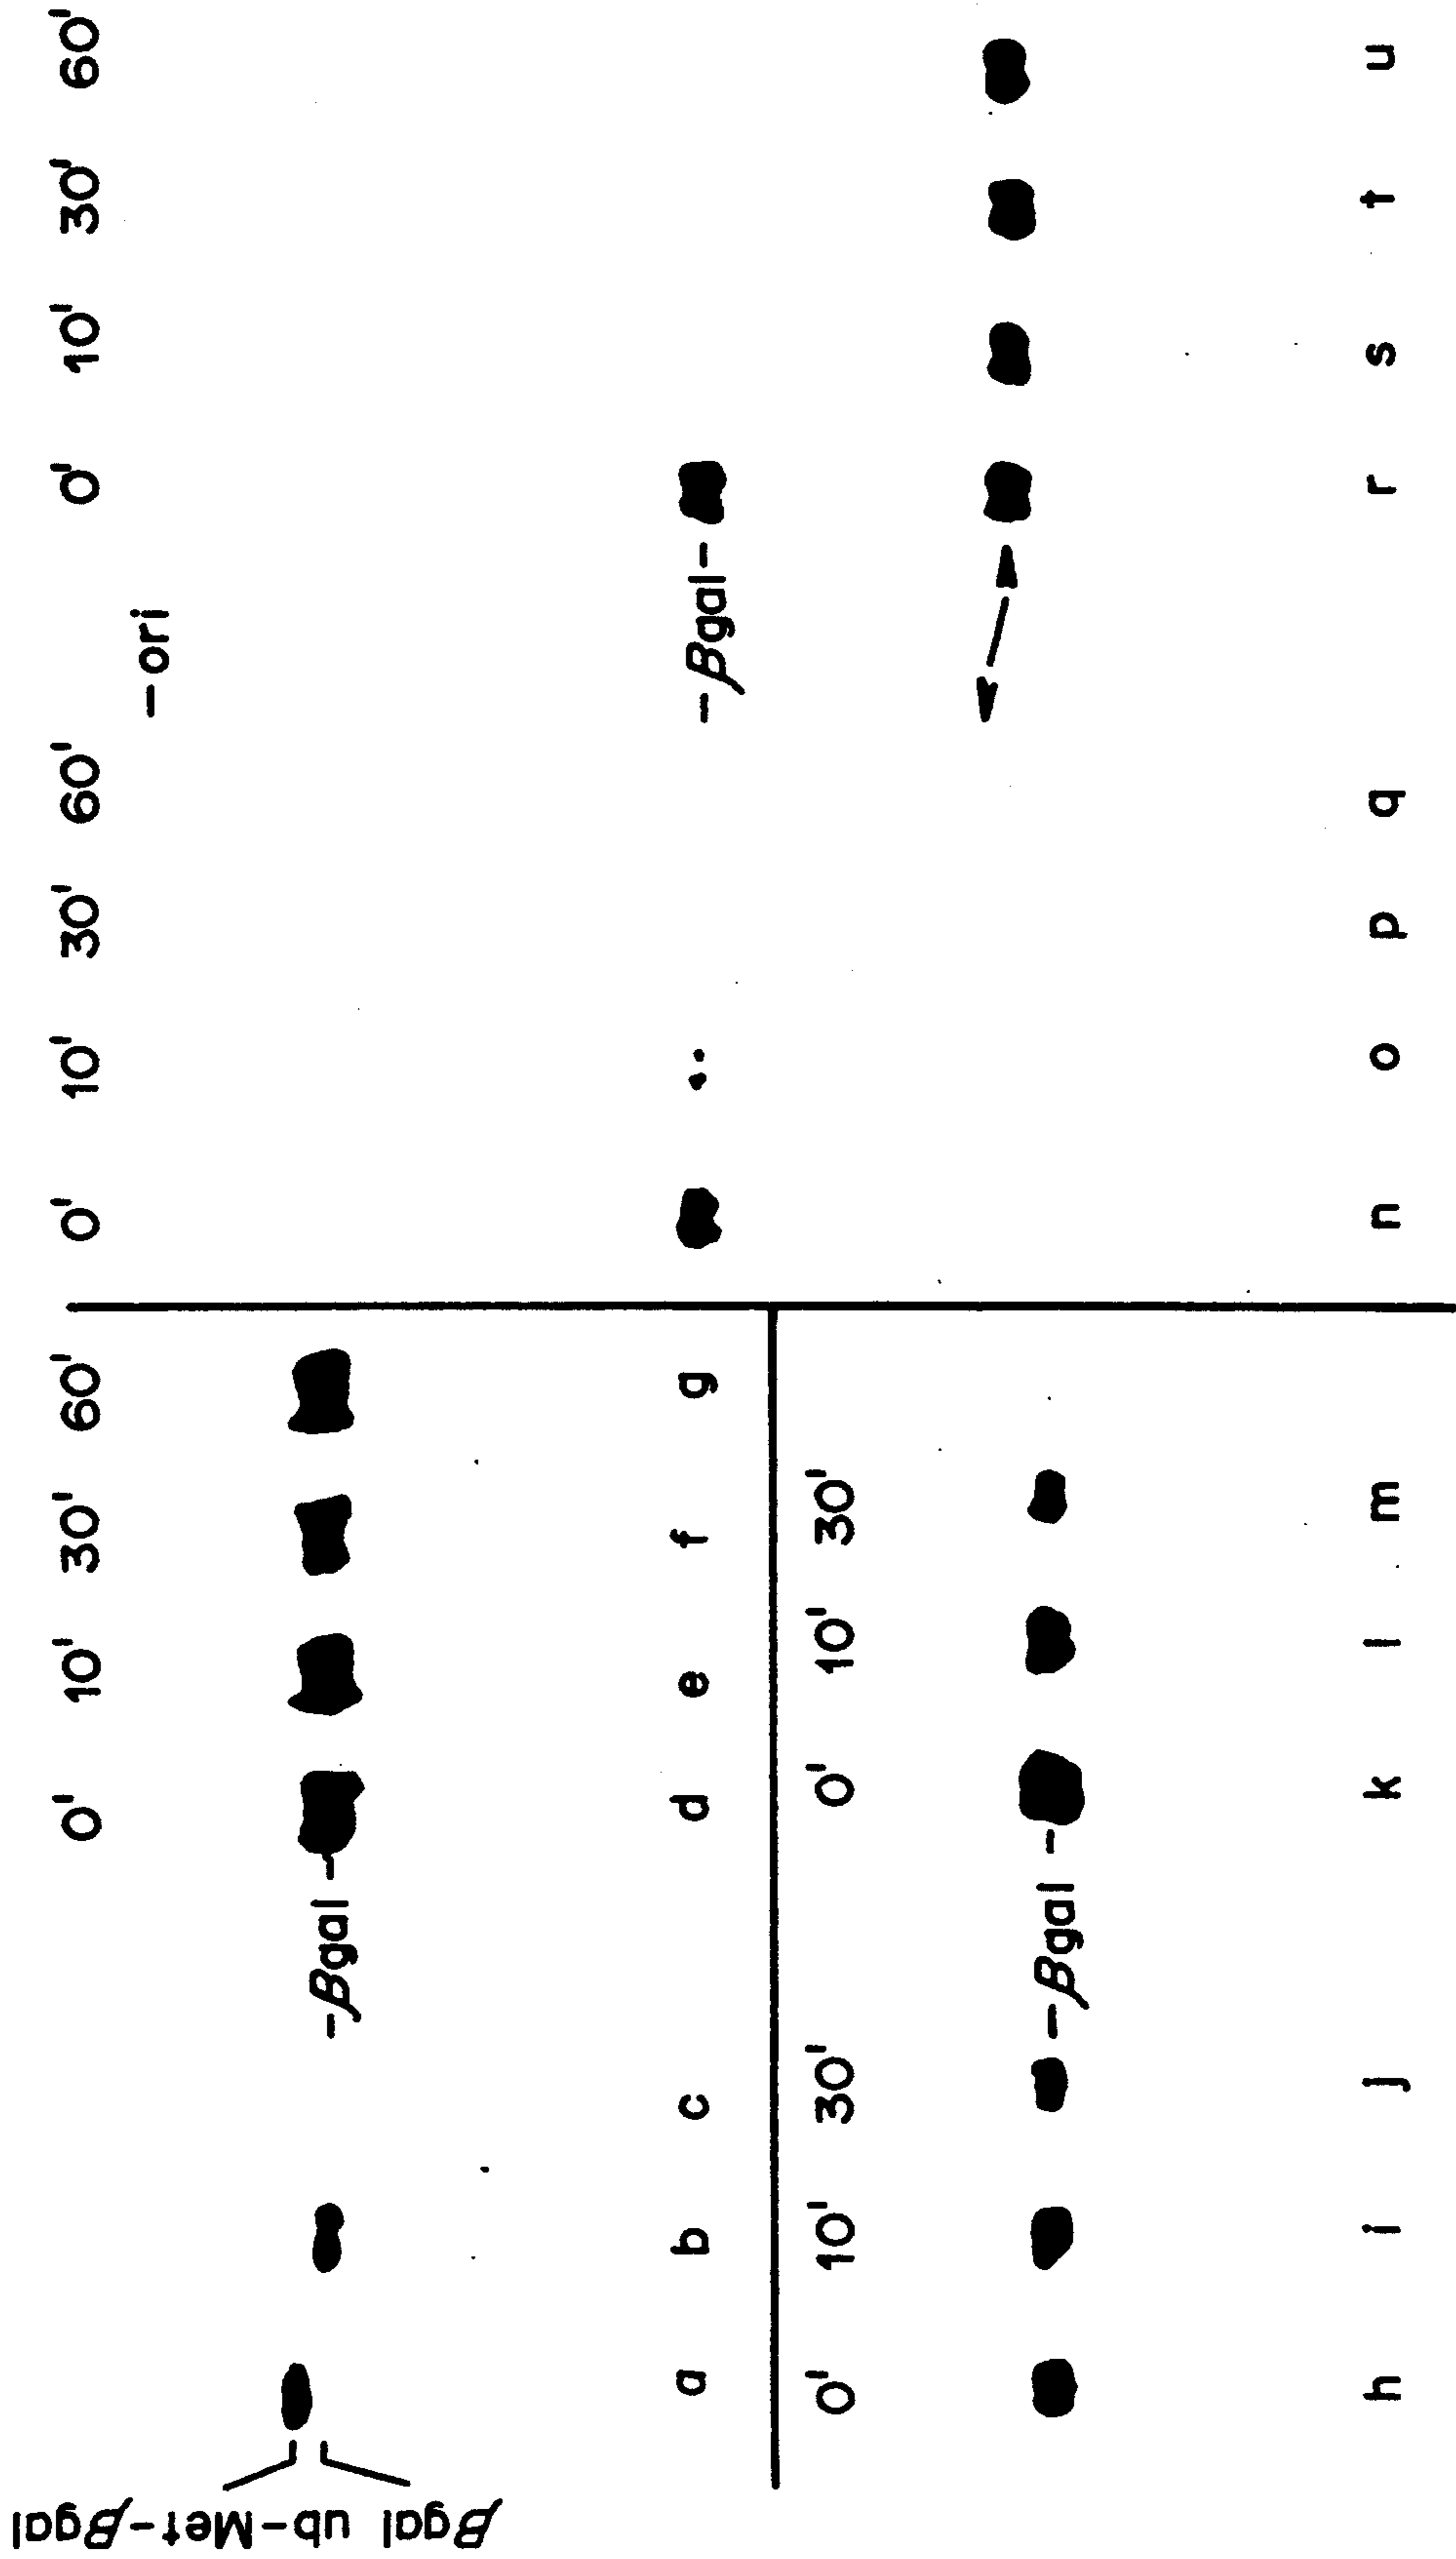 βgal ub-Met-βgal
0' 10' 30' 60'
-βgal-
a b c d e f g
0' 10' 30' 0' 10' 30'
-βgal-
h i j k l m
0' 10' 30' 60' 0' 10' 30' 60'
-ori
-βgal-
n o p q r s t u